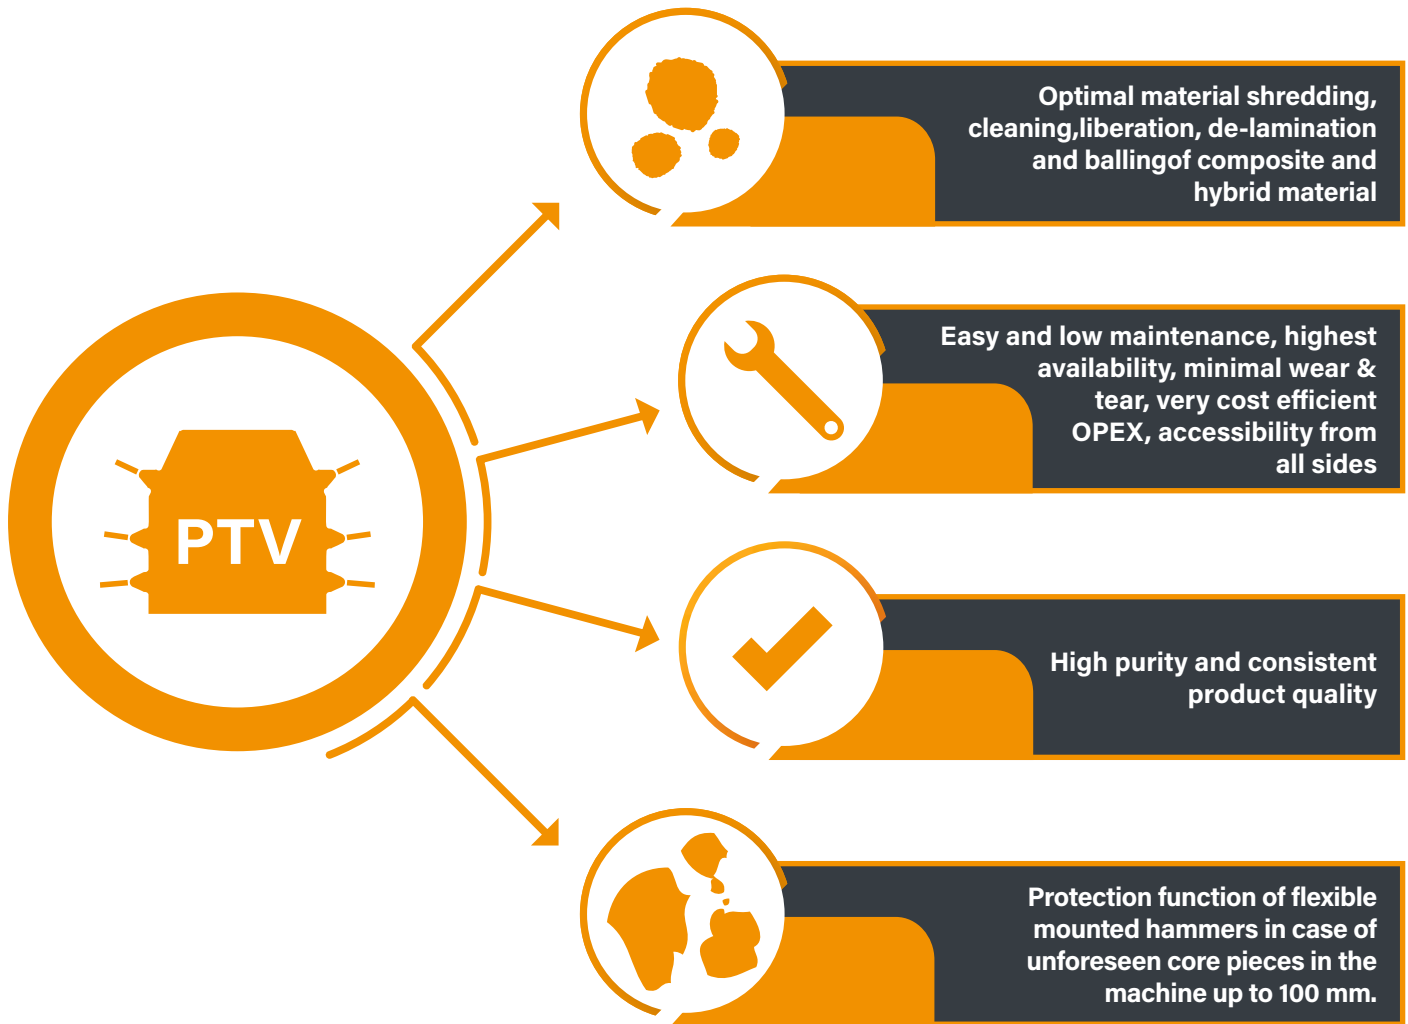 PTV
Optimal material shredding,
cleaning,liberation, de-lamination
and ballingof composite and
hybrid material
Easy and low maintenance, highest
availability, minimal wear &
tear, very cost efficient
OPEX, accessibility from
all sides
High purity and consistent
product quality
Protection function of flexible
mounted hammers in case of
unforeseen core pieces in the
machine up to 100 mm.